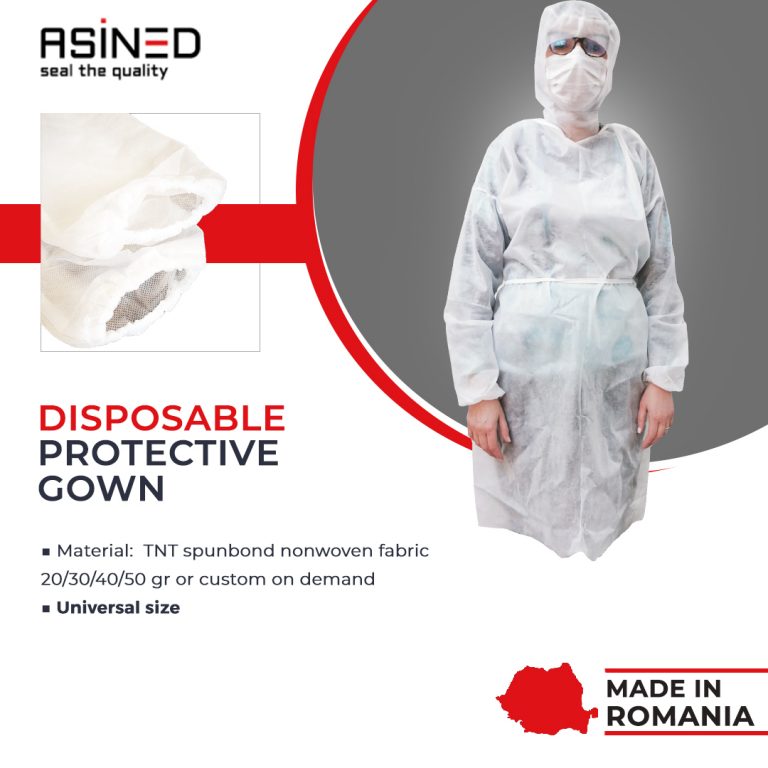 ASINED
seal the quality
DISPOSABLE
PROTECTIVE
GOWN
▪ Material: TNT spunbond nonwoven fabric
20/30/40/50 gr or custom on demand
▪ Universal size
MADE IN
ROMANIA